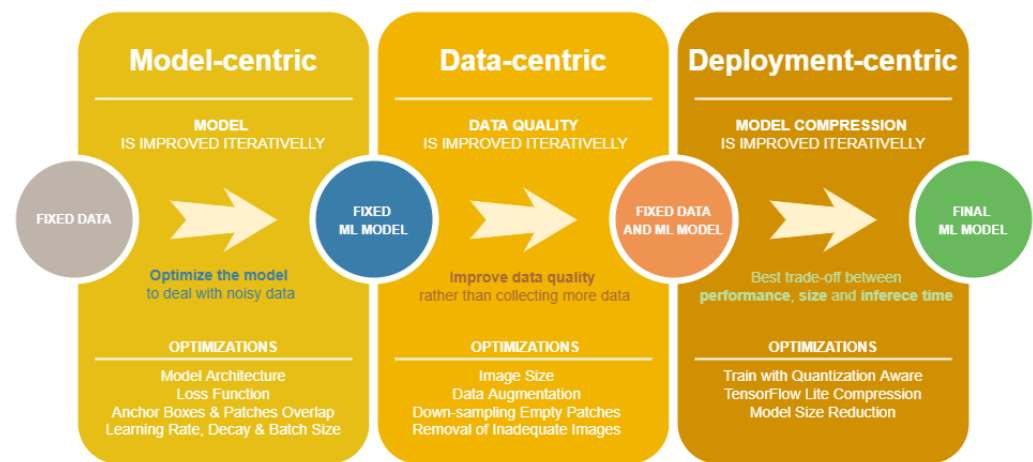 Model-centric
MODEL
IS IMPROVED ITERATIVELLY
FIXED DATA
Optimize the model
to deal with noisy data
OPTIMIZATIONS
Model Architecture
Loss Function
Anchor Boxes & Patches Overlap
Learning Rate, Decay & Batch Size
Data-centric
DATA QUALITY
IS IMPROVED ITERATIVELLY
FIXED
ML MODEL
Improve data quality
rather than collecting more data
OPTIMIZATIONS
Image Size
Data Augmentation
Down-sampling Empty Patches
Removal of Inadequate Images
Deployment-centric
MODEL COMPRESSION
IS IMPROVED ITERATIVELLY
FIXED DATA
AND ML MODEL
Best trade-off between
performance, size and inferece time
OPTIMIZATIONS
Train with Quantization Aware
TensorFlow Lite Compression
Model Size Reduction
FINAL
ML MODEL